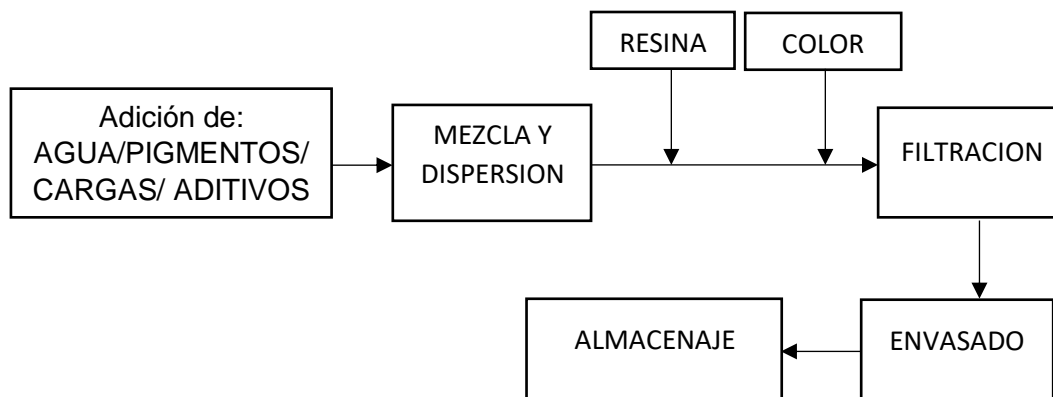 RESINA
COLOR
Adición de:
AGUA/PIGMENTOS/
CARGAS/ ADITIVOS
MEZCLA Y
DISPERSION
FILTRACION
ALMACENAJE
ENVASADO